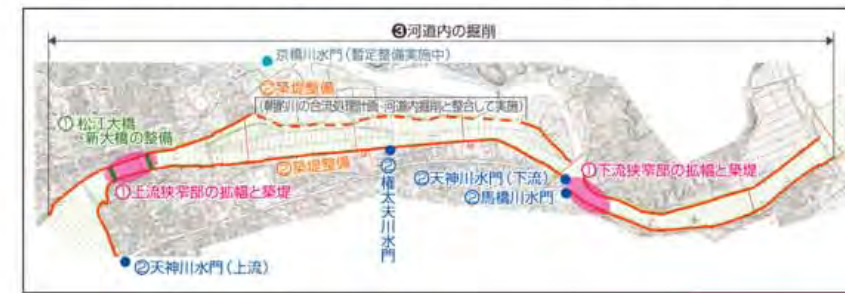 ❸河道内の掘削
京橋川水門(暫定整備実施中)
②築堤整備
(朝酌川の合流処理計画・河道内掘削と整合して実施)
①松江大橋
・新大橋の整備
①上流狭窄部の拡幅と築堤
②築堤整備
②権太夫川水門
②天神川水門(下流)
②馬橋川水門
①下流狭窄部の拡幅と築堤
②天神川水門(上流)